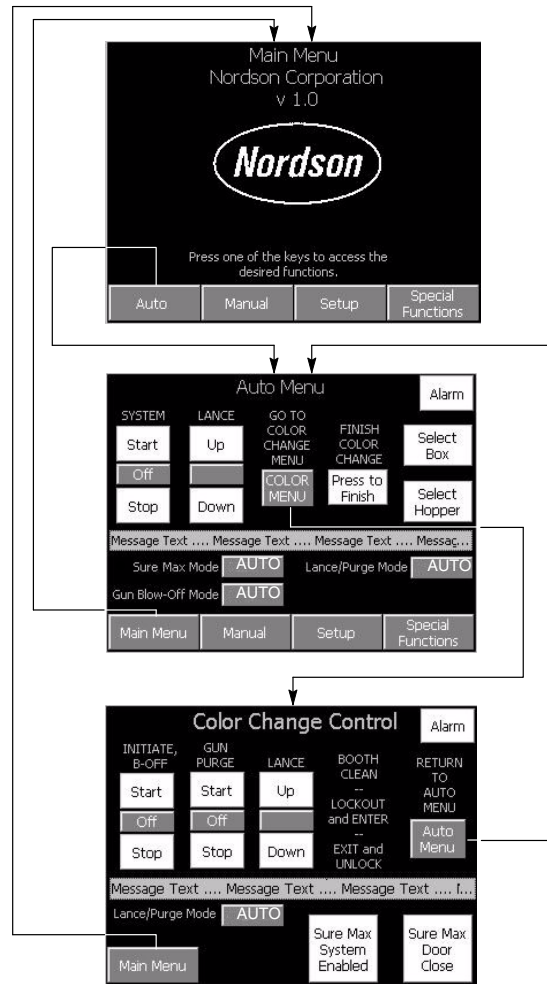 Main Menu
Nordson Corporation
v 1.0
Nordson
Press one of the keys to access the
desired functions.
Auto
Manual
Setup
Special
Functions
Auto Menu
Alarm
SYSTEM
Start
Off
Stop
LANCE
Up
Down
GO TO
COLOR
CHANGE
MENU
COLOR
MENU
FINISH
COLOR
CHANGE
Press to
Finish
Select
Box
Select
Hopper
Message Text .... Message Text .... Message Text .... Messag...
Sure Max Mode AUTO
Lance/Purge Mode AUTO
Gun Blow-Off Mode AUTO
Main Menu
Manual
Setup
Special
Functions
Color Change Control
Alarm
INITIATE,
B-OFF
Start
Off
Stop
GUN
PURGE
Start
Off
Stop
LANCE
Up
Down
BOOTH
CLEAN
--
LOCKOUT
and ENTER
--
EXIT and
UNLOCK
RETURN
TO
AUTO
MENU
Auto
Menu
Message Text .... Message Text .... Message Text ....
Lance/Purge Mode AUTO
Main Menu
Sure Max
System
Enabled
Sure Max
Door
Close